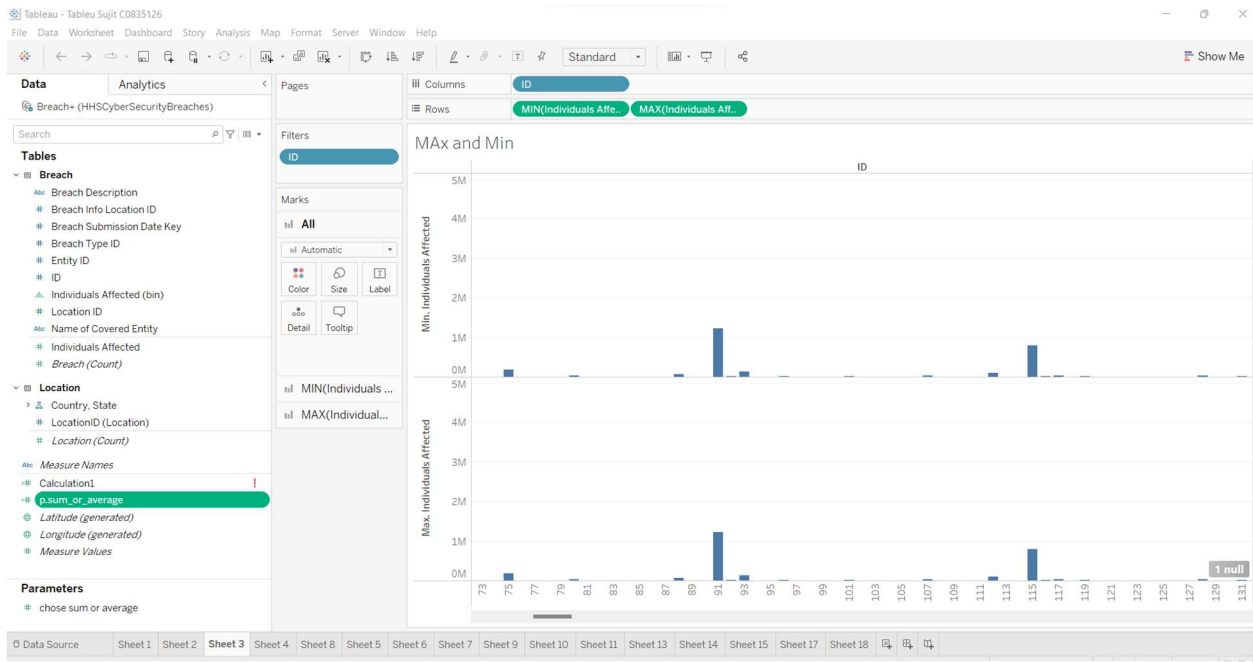 Tableau - Tableu Sujit C0835126
File Data Worksheet Dashboard Story Analysis Map Format Server Window Help
Standard
Show Me
Data Analytics
Breach+ (HHSCyberSecurityBreaches)
Search
Tables
Breach
Abc Breach Description
# Breach Info Location ID
# Breach Submission Date Key
# Breach Type ID
# Entity ID
# ID
Individuals Affected (bin)
# Location ID
Abc Name of Covered Entity
# Individuals Affected
# Breach (Count)
Location
Country, State
# LocationID (Location)
# Location (Count)
Abc Measure Names
=# Calculation1 !
=# p.sum_or_average
Latitude (generated)
Longitude (generated)
# Measure Values
Parameters
# chose sum or average
Pages
Filters
ID
Marks
All
Automatic
Color Size Label
Detail Tooltip
MIN(Individuals ...
MAX(Individual...
Columns ID
Rows MIN(Individuals Affe.. MAX(Individuals Aff..
MAx and Min
ID
Min. Individuals Affected
5M
4M
3M
2M
1M
0M
Max. Individuals Affected
5M
4M
3M
2M
1M
0M
1 null
73 75 77 79 81 83 85 87 89 91 93 95 97 99 101 103 105 107 109 111 113 115 117 119 121 123 125 127 129 131
Data Source Sheet 1 Sheet 2 Sheet 3 Sheet 4 Sheet 8 Sheet 5 Sheet 6 Sheet 7 Sheet 9 Sheet 10 Sheet 11 Sheet 13 Sheet 14 Sheet 15 Sheet 17 Sheet 18